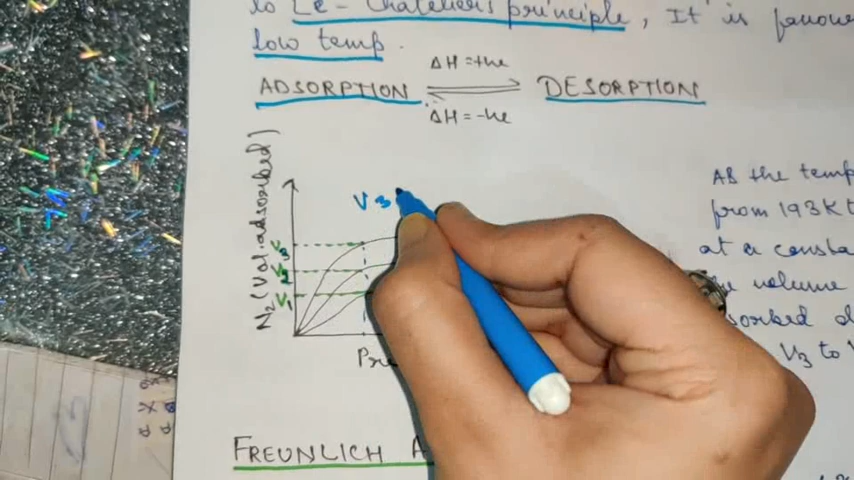 to Le-Chatelier's principle, It is favour
low temp.
ΔH=+ve
ADSORPTION ⇌ DESORPTION
ΔH = -ve
N₂ (Vol. adsorbed)
V3
V₃
V₂
V₁
Pre
As the temp
from 193K t
at a consta
volume
sorbed d
V₃ to V
FREUNLICH A